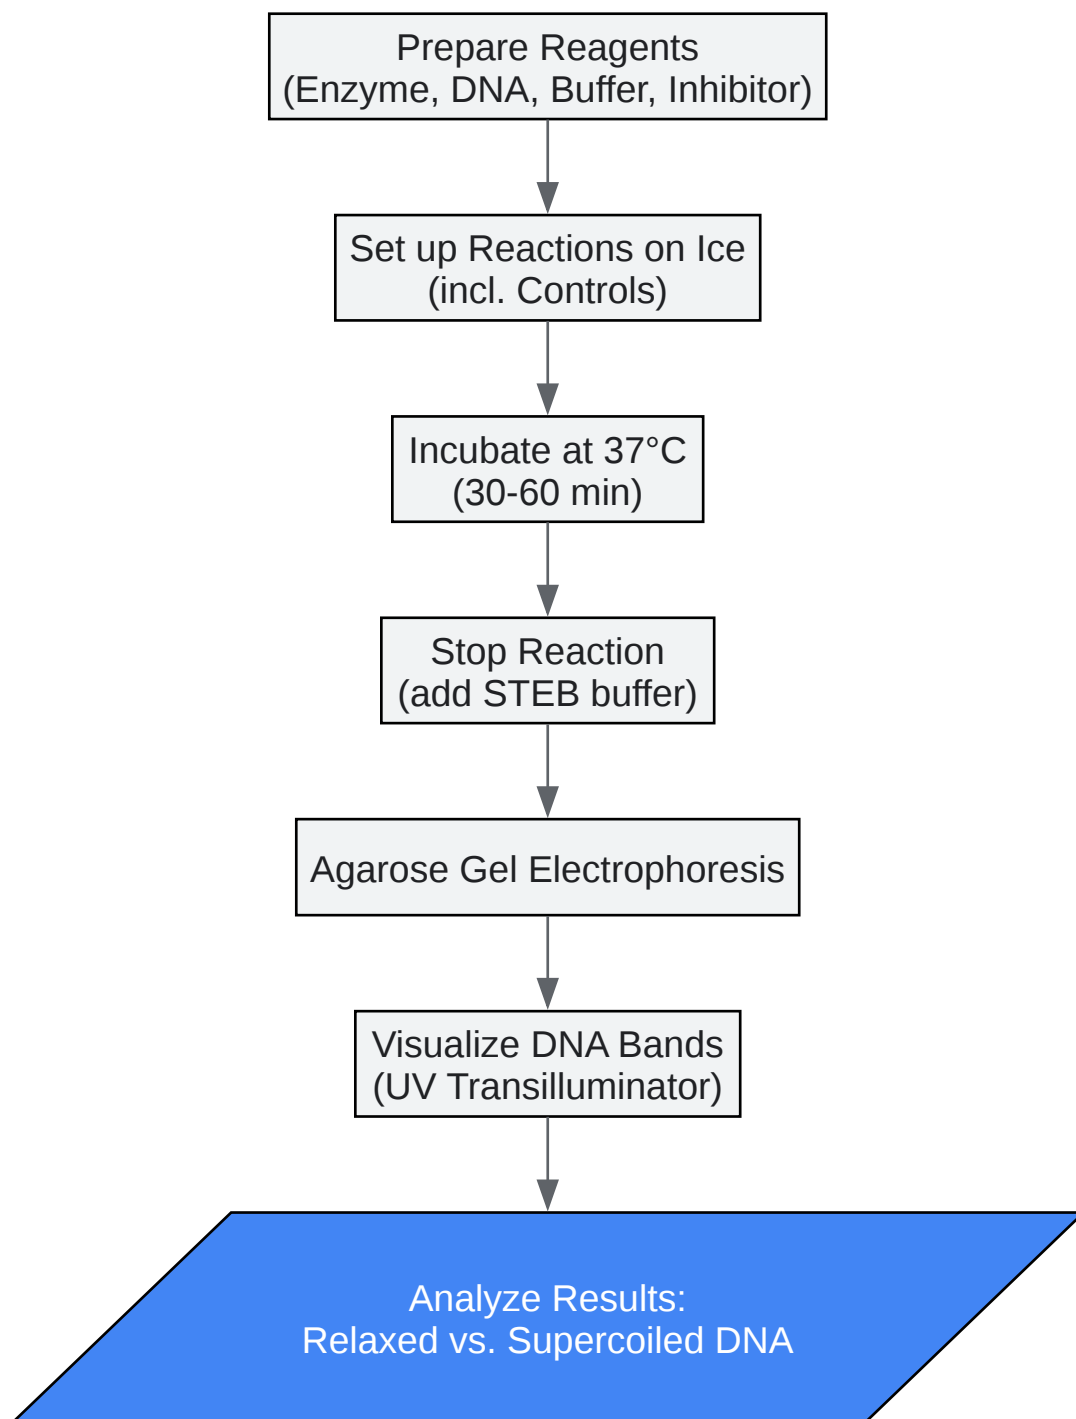 Prepare Reagents
(Enzyme, DNA, Buffer, Inhibitor)
Set up Reactions on Ice
(incl. Controls)
Incubate at 37°C
(30-60 min)
Stop Reaction
(add STEB buffer)
Agarose Gel Electrophoresis
Visualize DNA Bands
(UV Transilluminator)
Analyze Results:
Relaxed vs. Supercoiled DNA